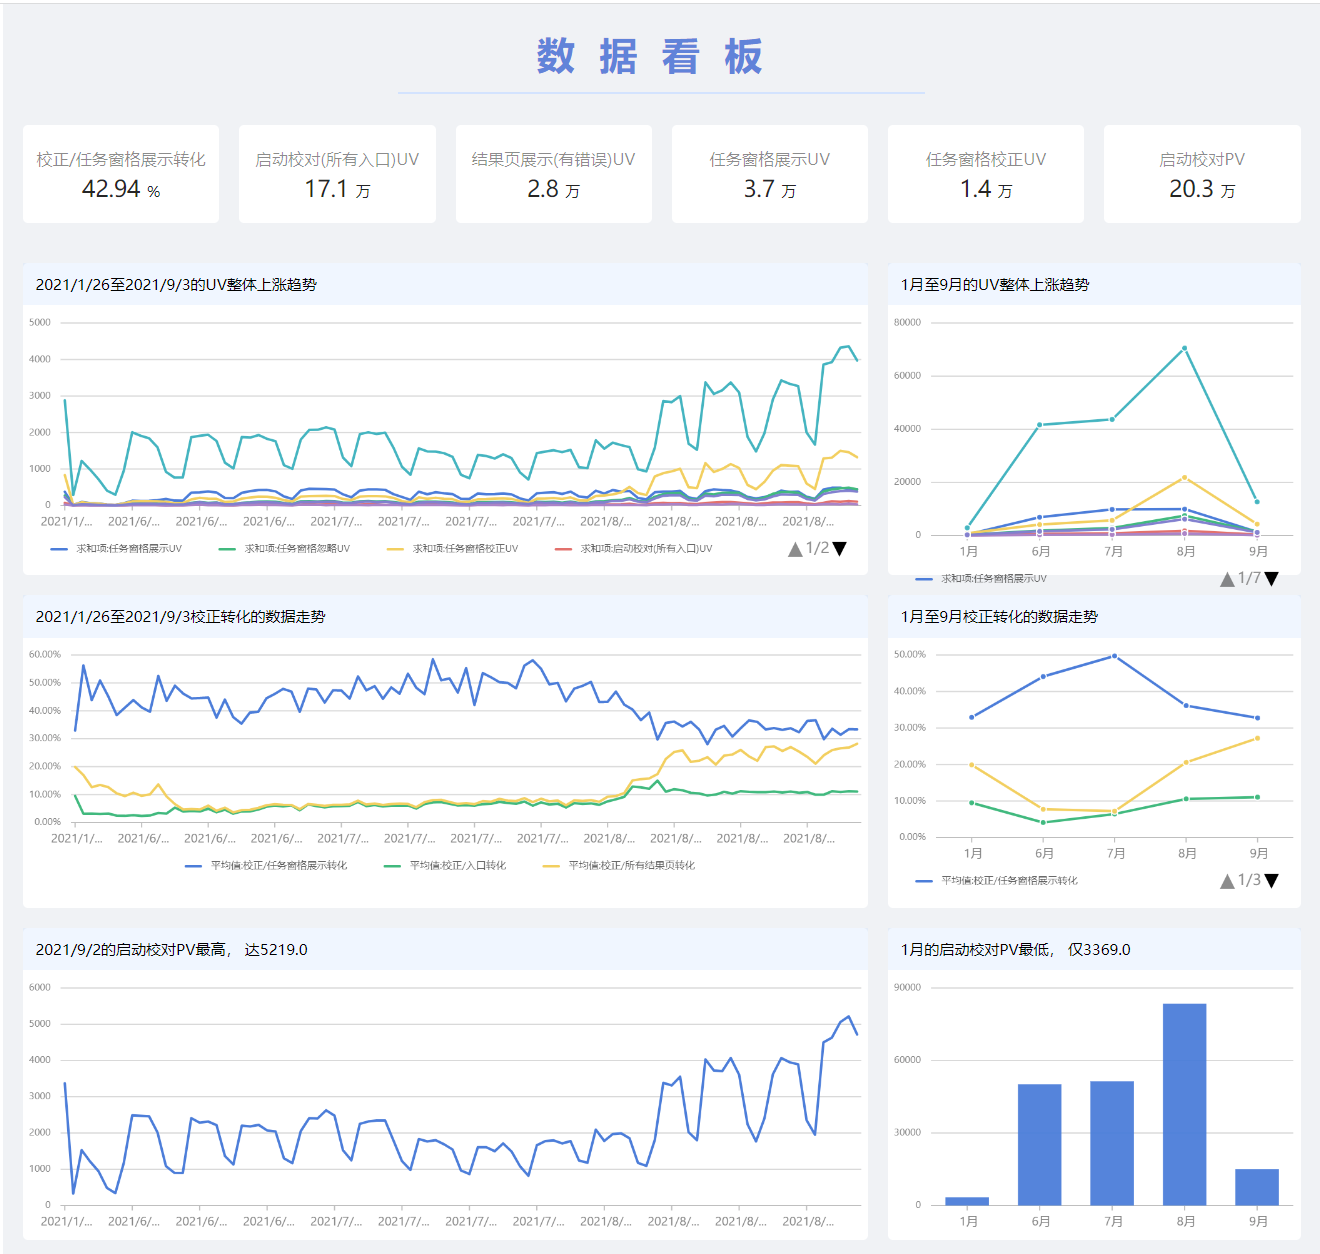 数据看板
校正/任务窗格展示转化
42.94 %
启动校对(所有入口)UV
17.1 万
结果页展示(有错误)UV
2.8 万
任务窗格展示UV
3.7 万
任务窗格校正UV
1.4 万
启动校对PV
20.3 万
2021/1/26至2021/9/3的UV整体上涨趋势
5000
4000
3000
2000
1000
0
2021/1/... 2021/6/... 2021/6/... 2021/6/... 2021/7/... 2021/7/... 2021/7/... 2021/7/... 2021/8/... 2021/8/... 2021/8/... 2021/8/...
求和项:任务窗格展示UV 求和项:任务窗格忽略UV 求和项:任务窗格校正UV 求和项:启动校对(所有入口)UV ▲1/2▼
1月至9月的UV整体上涨趋势
80000
60000
40000
20000
0
1月 6月 7月 8月 9月
求和项:任务窗格展示UV ▲1/7▼
2021/1/26至2021/9/3校正转化的数据走势
60.00%
50.00%
40.00%
30.00%
20.00%
10.00%
0.00%
2021/1/... 2021/6/... 2021/6/... 2021/6/... 2021/7/... 2021/7/... 2021/7/... 2021/7/... 2021/8/... 2021/8/... 2021/8/... 2021/8/...
平均值:校正/任务窗格展示转化 平均值:校正/入口转化 平均值:校正/所有结果页转化
1月至9月校正转化的数据走势
50.00%
40.00%
30.00%
20.00%
10.00%
0.00%
1月 6月 7月 8月 9月
平均值:校正/任务窗格展示转化 ▲1/3▼
2021/9/2的启动校对PV最高， 达5219.0
6000
5000
4000
3000
2000
1000
0
2021/1/... 2021/6/... 2021/6/... 2021/6/... 2021/7/... 2021/7/... 2021/7/... 2021/7/... 2021/8/... 2021/8/... 2021/8/... 2021/8/...
1月的启动校对PV最低， 仅3369.0
90000
60000
30000
0
1月 6月 7月 8月 9月